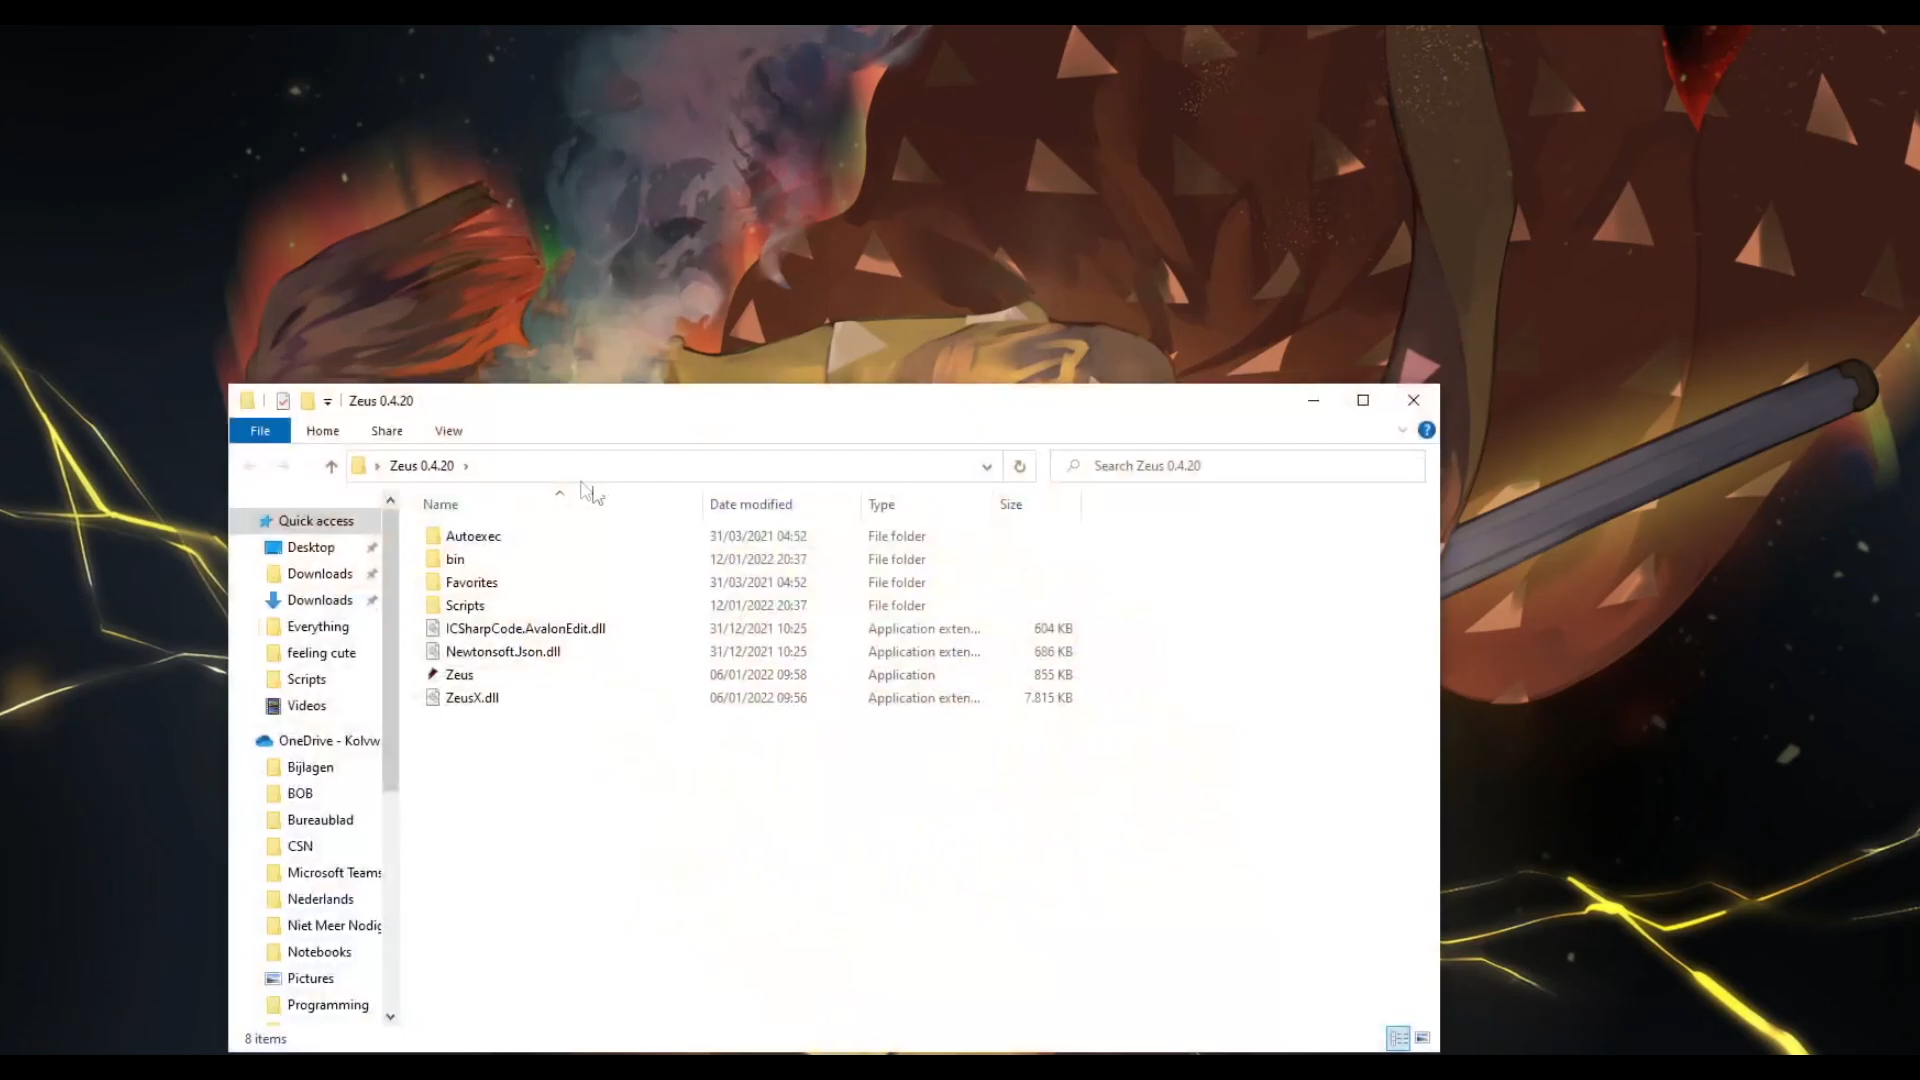 Zeus 0.4.20
File Home Share View
Zeus 0.4.20
Search Zeus 0.4.20
Name Date modified Type Size
Autoexec 31/03/2021 04:52 File folder
bin 12/01/2022 20:37 File folder
Favorites 31/03/2021 04:52 File folder
Scripts 12/01/2022 20:37 File folder
ICSharpCode.AvalonEdit.dll 31/12/2021 10:25 Application exten... 604 KB
Newtonsoft.Json.dll 31/12/2021 10:25 Application exten... 686 KB
Zeus 06/01/2022 09:58 Application 855 KB
ZeusX.dll 06/01/2022 09:56 Application exten... 7.815 KB
Quick access
Desktop
Downloads
Downloads
Everything
feeling cute
Scripts
Videos
OneDrive - Kolvw
Bijlagen
BOB
Bureaublad
CSN
Microsoft Teams
Nederlands
Niet Meer Nodig
Notebooks
Pictures
Programming
8 items